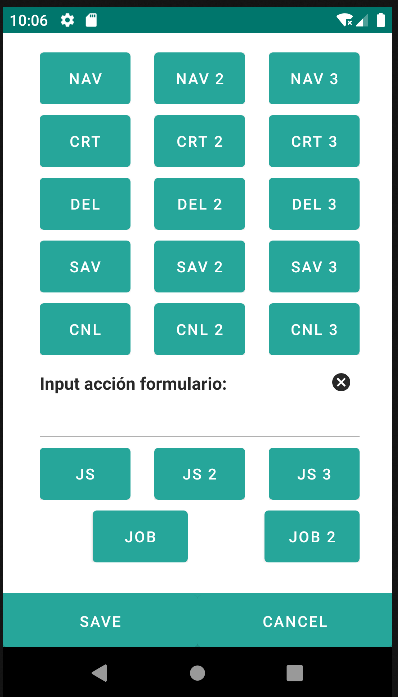 10:06
NAV NAV 2 NAV 3
CRT CRT 2 CRT 3
DEL DEL 2 DEL 3
SAV SAV 2 SAV 3
CNL CNL 2 CNL 3
Input acción formulario:
JS JS 2 JS 3
JOB JOB 2
SAVE CANCEL